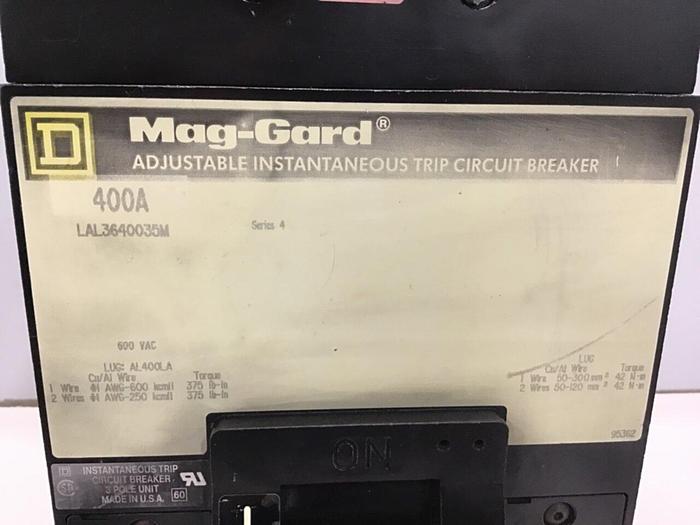 D
Mag-Gard®
ADJUSTABLE INSTANTANEOUS TRIP CIRCUIT BREAKER
400A
LAL3640035M
Series 4
600 VAC
LUG: AL400LA
Cu/Al Wire Torque
1 Wire #1 AWG-600 kcmil 375 lb-in
2 Wires #1 AWG-250 kcmil 375 lb-in
LUG
Cu/Al Wire Torque
1 Wire 50-300mm² 42 N·m
2 Wires 50-120 mm² 42 N·m
95362
ON
D
INSTANTANEOUS TRIP
CIRCUIT BREAKER
3 POLE UNIT
MADE IN U.S.A. 60